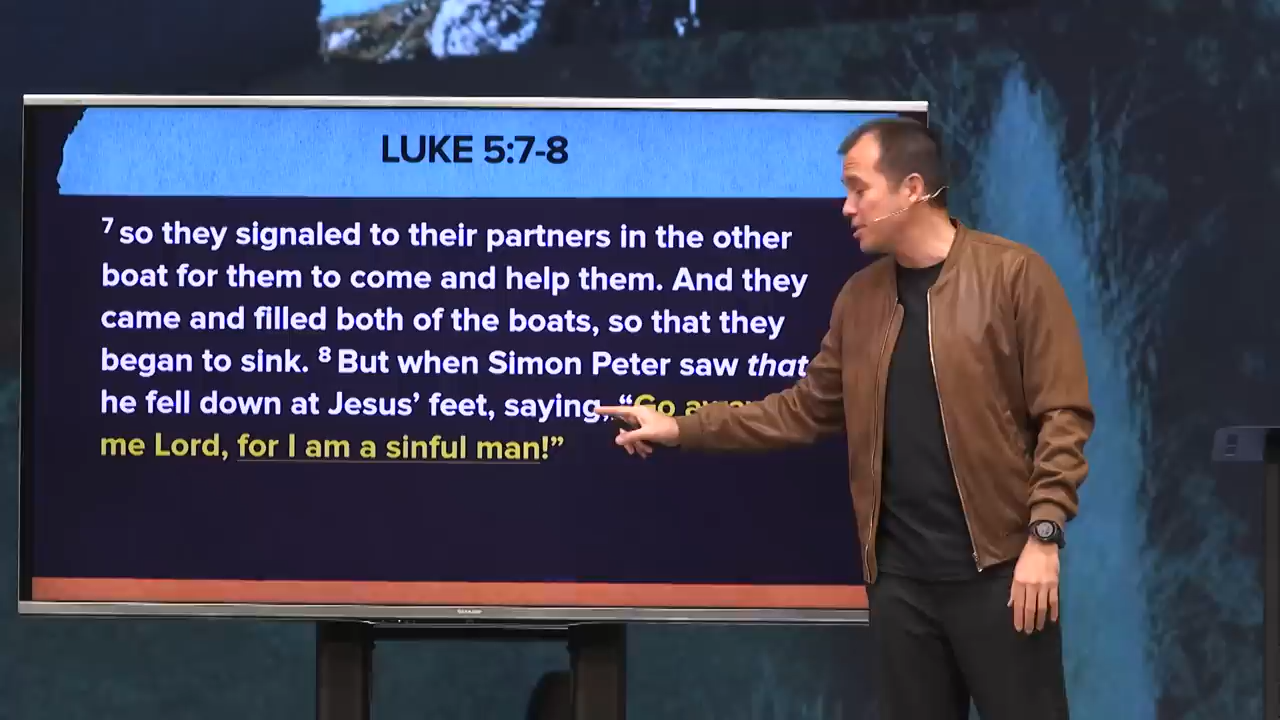 LUKE 5:7-8
7 so they signaled to their partners in the other
boat for them to come and help them. And they
came and filled both of the boats, so that they
began to sink. 8 But when Simon Peter saw that
he fell down at Jesus’ feet, saying, “Go
me Lord, for I am a sinful man!”
SHARP